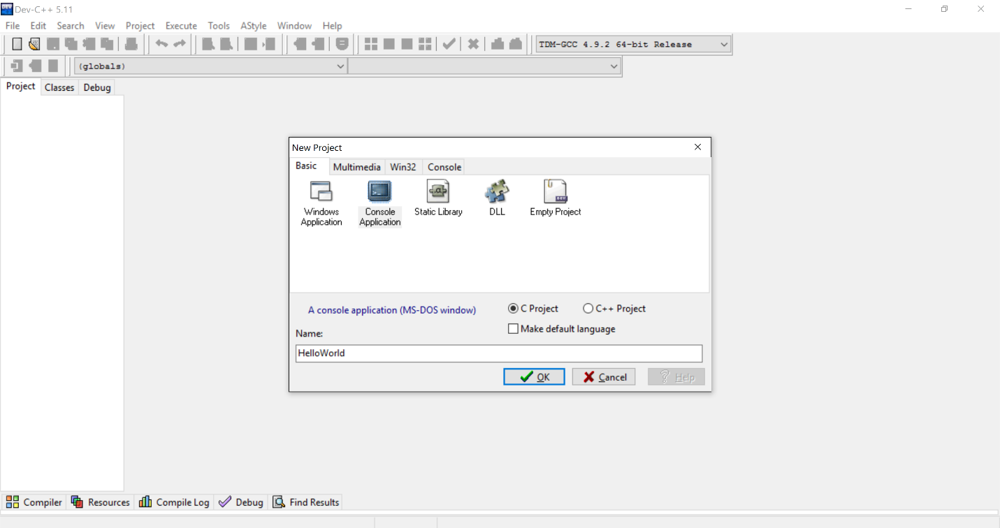 Dev-C++ 5.11
File Edit Search View Project Execute Tools AStyle Window Help
TDM-GCC 4.9.2 64-bit Release
(globals)
Project Classes Debug
New Project
Basic Multimedia Win32 Console
Windows Application
Console Application
Static Library
DLL
Empty Project
A console application (MS-DOS window)
C Project C++ Project
Make default language
Name:
HelloWorld
OK Cancel Help
Compiler Resources Compile Log Debug Find Results